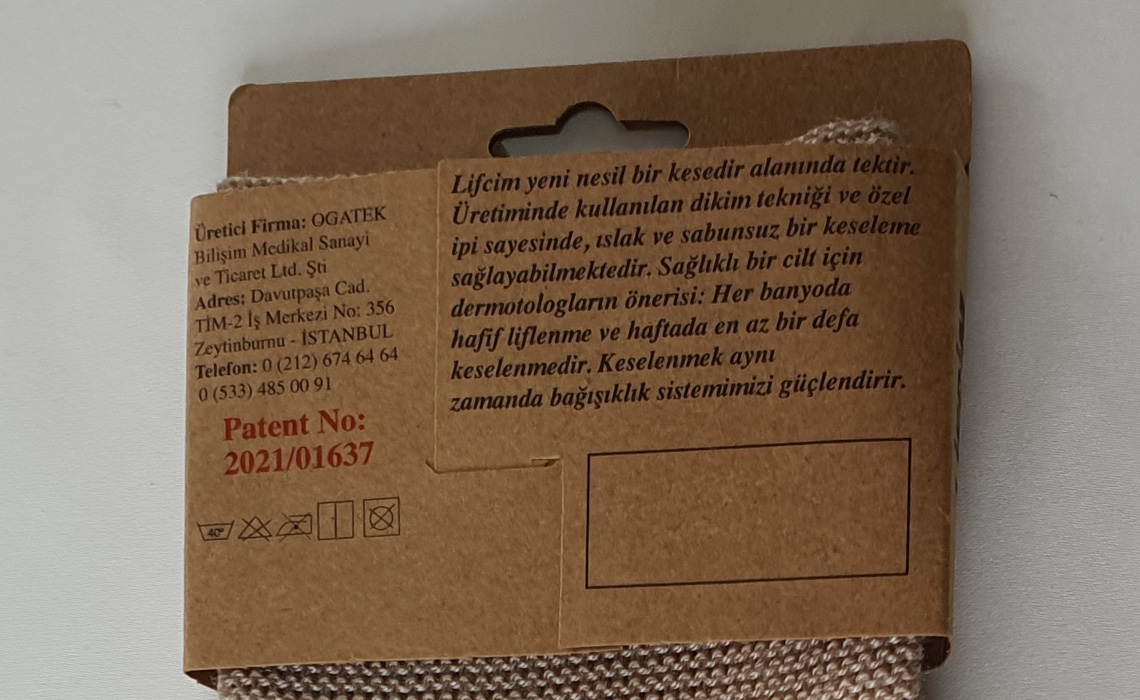 Üretici Firma: OGATEK
Bilişim Medikal Sanayi
ve Ticaret Ltd. Şti
Adres: Davutpaşa Cad.
TİM-2 İş Merkezi No: 356
Zeytinburnu - İSTANBUL
Telefon: 0 (212) 674 64 64
0 (533) 485 00 91
Patent No:
2021/01637
40°
Lifcim yeni nesil bir kesedir alanında tektir.
Üretiminde kullanılan dikim tekniği ve özel
ipi sayesinde, ıslak ve sabunsuz bir keseleme
sağlayabilmektedir. Sağlıklı bir cilt için
dermotologların önerisi: Her banyoda
hafif liflenme ve haftada en az bir defa
keselenmedir. Keselenmek aynı
zamanda bağışıklık sistemimizi güçlendirir.